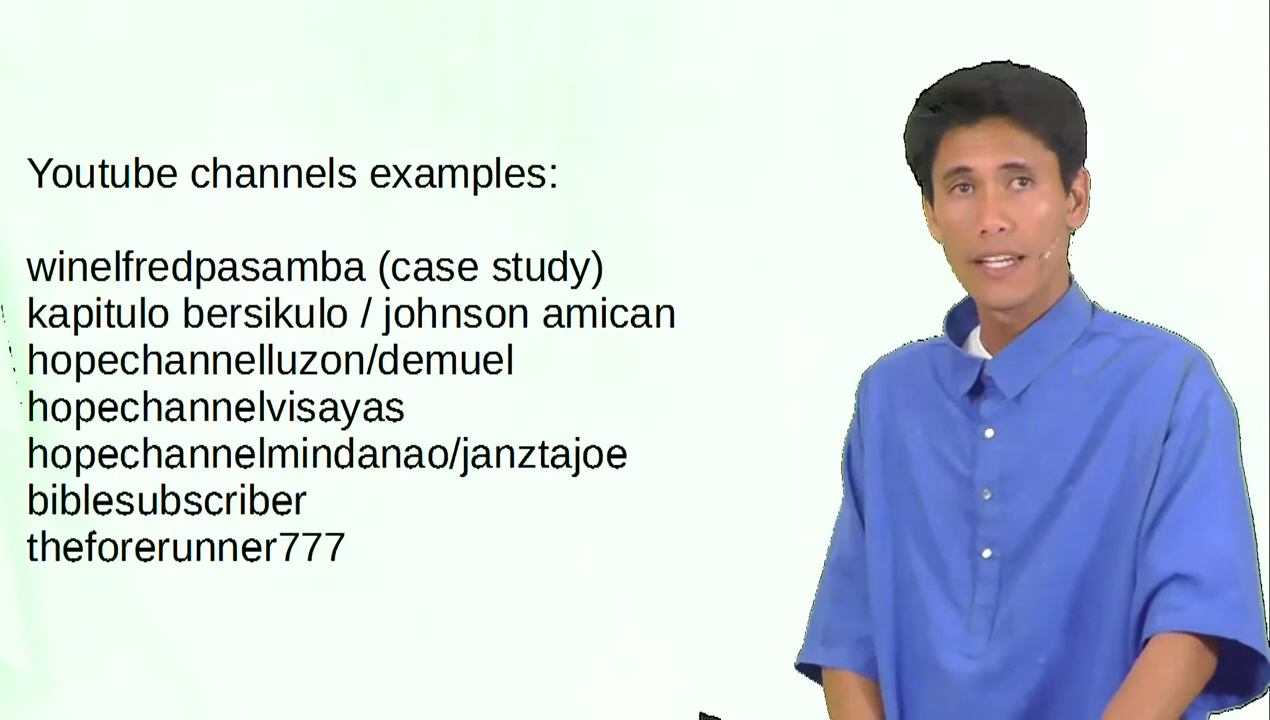 Youtube channels examples:
winelfredpasamba (case study)
kapitulo bersikulo / johnson amican
hopechannelluzon/demuel
hopechannelvisayas
hopechannelmindanao/janztajoe
biblesubscriber
theforerunner777